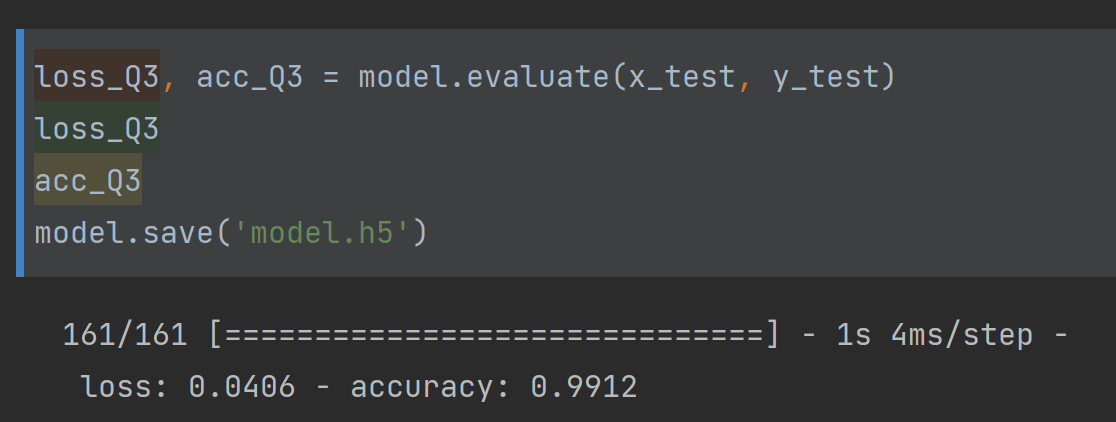 loss_Q3, acc_Q3 = model.evaluate(x_test, y_test)
loss_Q3
acc_Q3
model.save('model.h5')
161/161 [==============================] - 1s 4ms/step -
loss: 0.0406 - accuracy: 0.9912